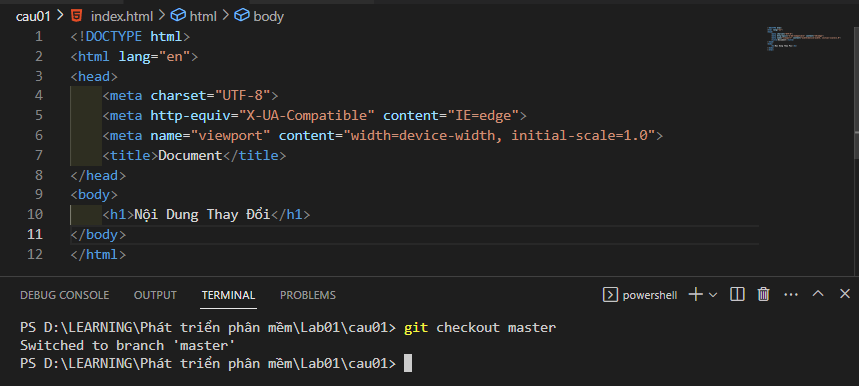 cau01 > index.html > html > body
1 <!DOCTYPE html>
2 <html lang="en">
3 <head>
4 <meta charset="UTF-8">
5 <meta http-equiv="X-UA-Compatible" content="IE=edge">
6 <meta name="viewport" content="width=device-width, initial-scale=1.0">
7 <title>Document</title>
8 </head>
9 <body>
10 <h1>Nội Dung Thay Đổi</h1>
11 </body>
12 </html>
DEBUG CONSOLE OUTPUT TERMINAL PROBLEMS powershell
PS D:\LEARNING\Phát triển phân mềm\Lab01\cau01> git checkout master
Switched to branch 'master'
PS D:\LEARNING\Phát triển phân mềm\Lab01\cau01>